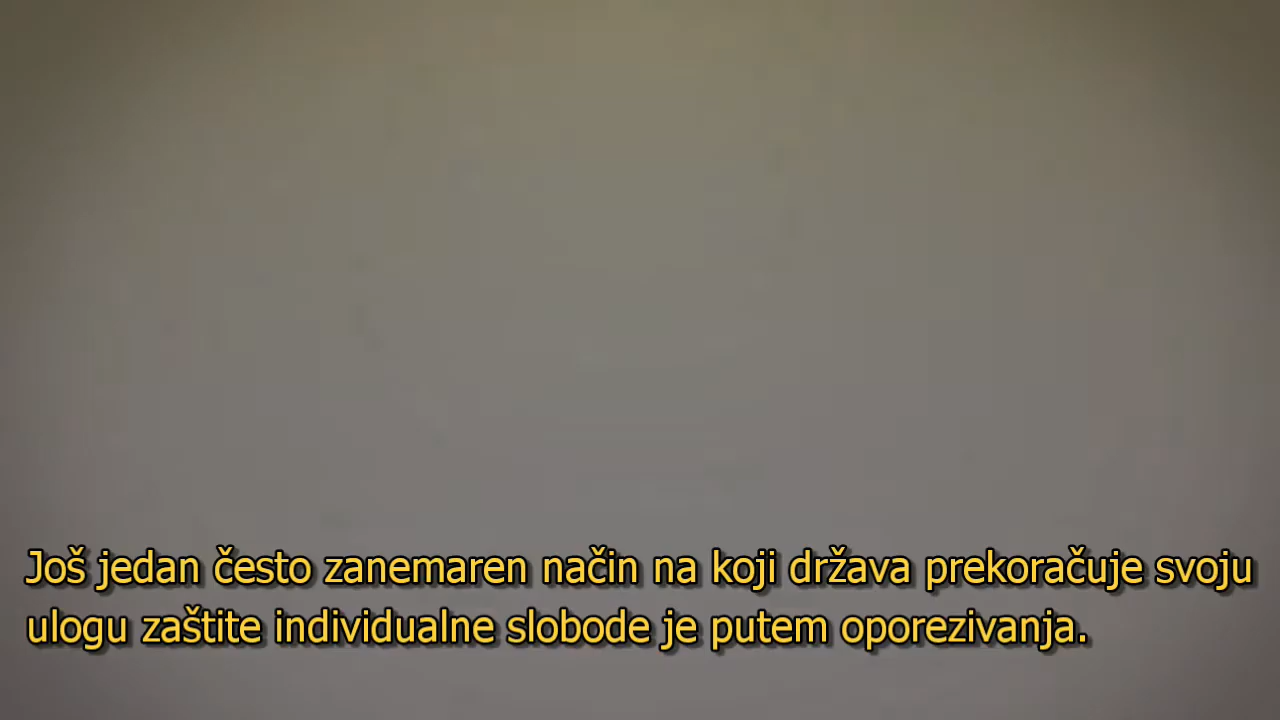 Još jedan često zanemaren način na koji država prekoračuje svoju
ulogu zaštite individualne slobode je putem oporezivanja.